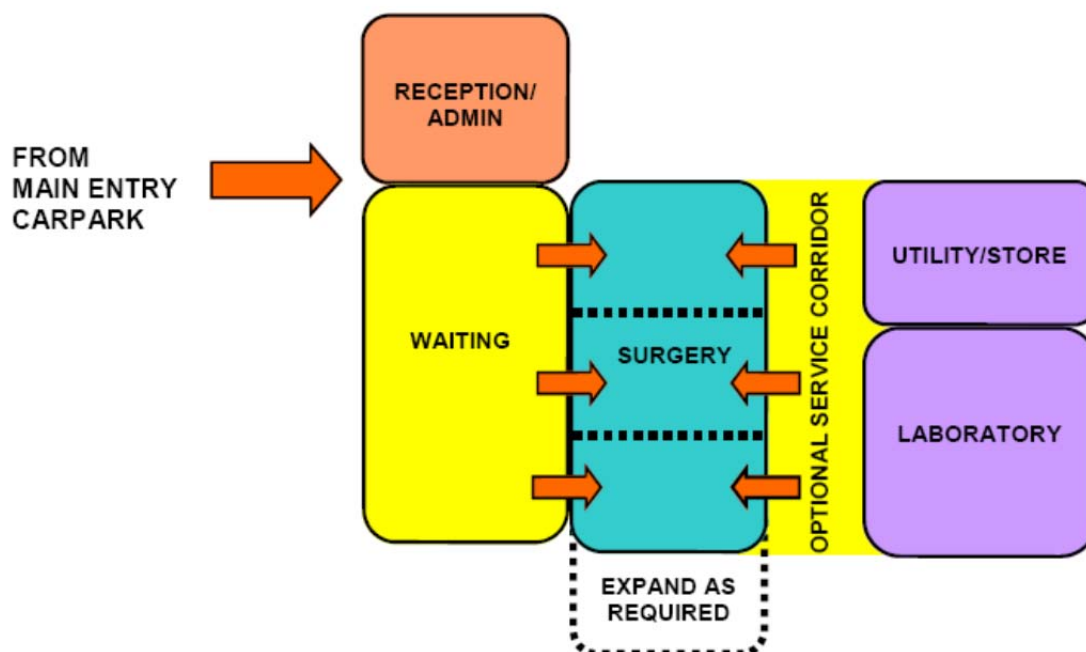 RECEPTION/
ADMIN
FROM
MAIN ENTRY
CARPARK
WAITING
SURGERY
OPTIONAL SERVICE CORRIDOR
UTILITY/STORE
LABORATORY
EXPAND AS
REQUIRED